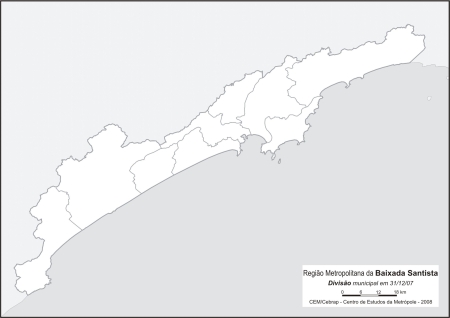 Região Metropolitana da Baixada Santista
Divisão municipal em 31/12/07
0 6 12 18 km
CEM/Cebrap - Centro de Estudos da Metrópole - 2008